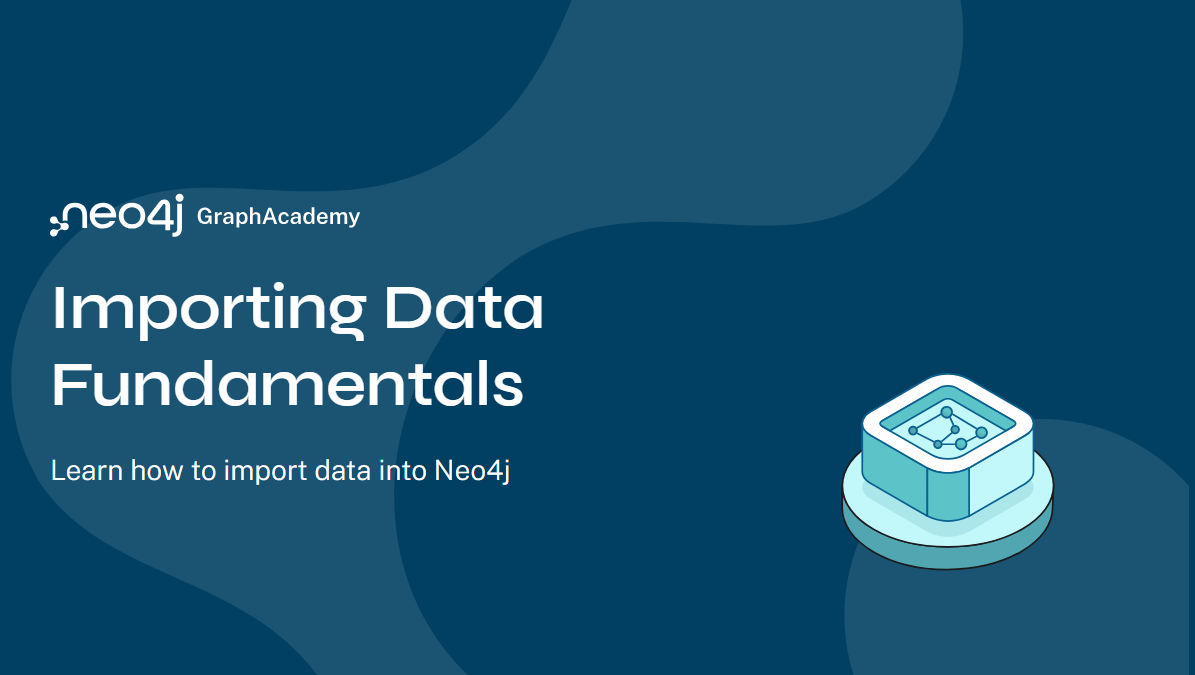 neo4j GraphAcademy
Importing Data
Fundamentals
Learn how to import data into Neo4j